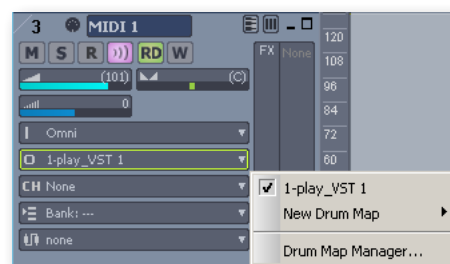 3 MIDI 1
M S R RD W
(101) (C)
0
I Omni
O 1-play_VST 1
CH None
Bank: ---
none
FX None
120
108
96
84
72
60
1-play_VST 1
New Drum Map
Drum Map Manager...